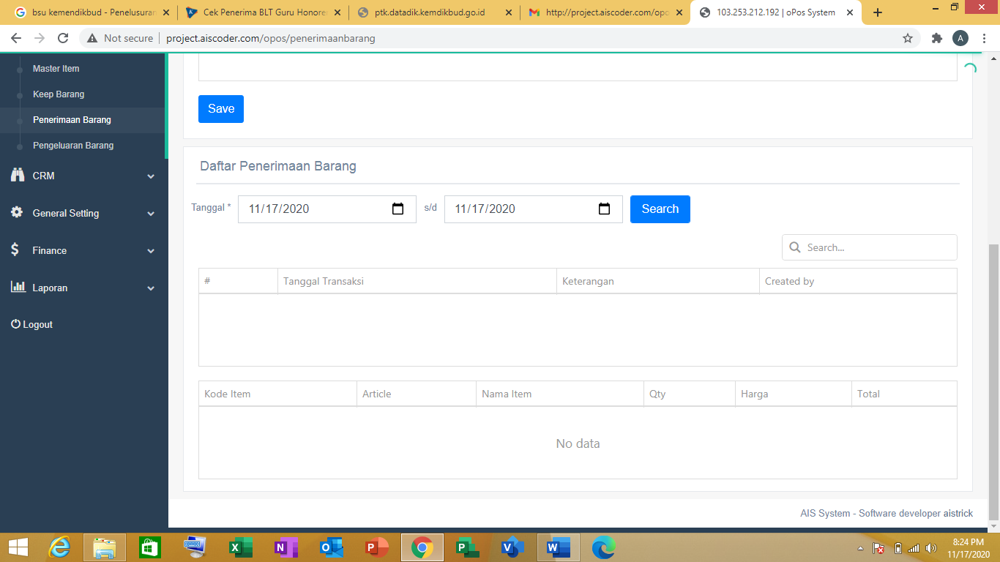 bsu kemendikbud - Penelusuran
Cek Penerima BLT Guru Honorer
ptk.datadik.kemdikbud.go.id
http://project.aiscoder.com/opo
103.253.212.192 | oPos System
Not secure
project.aiscoder.com/opos/penerimaanbarang
A
Master Item
Keep Barang
Penerimaan Barang
Pengeluaran Barang
CRM
General Setting
Finance
Laporan
Logout
Save
Daftar Penerimaan Barang
Tanggal * 11/17/2020 s/d 11/17/2020 Search
Search...
# Tanggal Transaksi Keterangan Created by
Kode Item Article Nama Item Qty Harga Total
No data
AIS System - Software developer aistrick
8:24 PM
11/17/2020